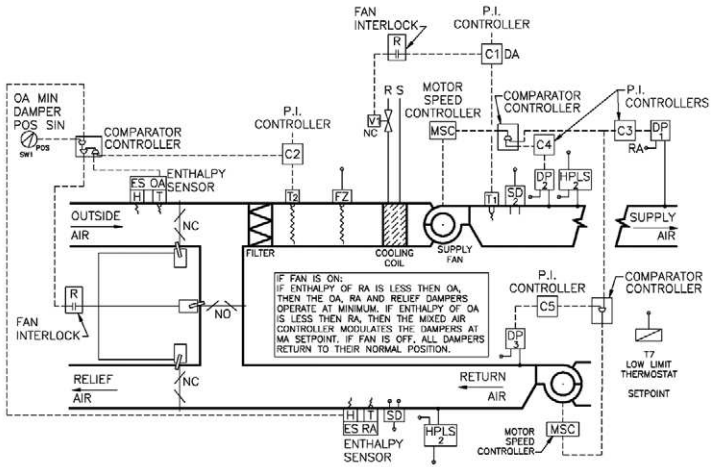 FAN
INTERLOCK
R
P.I.
CONTROLLER
C1 DA
OA MIN
DAMPER
POS SIN
POS
SW1
COMPARATOR
CONTROLLER
P.I.
CONTROLLER
C2
R S
V1
NC
MOTOR
SPEED
CONTROLLER
MSC
COMPARATOR
CONTROLLER
P.I.
CONTROLLERS
C4
C3
DP
1
RA
ENTHALPY
SENSOR
ES OA
H T
T2
FZ
T1
SD
2
DP
2
HPLS
2
OUTSIDE
AIR
NC
FILTER
COOLING
COIL
SUPPLY
FAN
SUPPLY
AIR
R
FAN
INTERLOCK
NO
IF FAN IS ON:
IF ENTHALPY OF RA IS LESS THEN OA,
THEN THE OA, RA AND RELIEF DAMPERS
OPERATE AT MINIMUM. IF ENTHALPY OF OA
IS LESS THEN RA, THEN THE MIXED AIR
CONTROLLER MODULATES THE DAMPERS AT
MA SETPOINT. IF FAN IS OFF, ALL DAMPERS
RETURN TO THEIR NORMAL POSITION.
P.I.
CONTROLLER
C5
COMPARATOR
CONTROLLER
DP
3
T7
LOW LIMIT
THERMOSTAT
SETPOINT
RELIEF
AIR
NC
RETURN
AIR
H T
ES RA
SD
ENTHALPY
SENSOR
HPLS
2
MOTOR
SPEED
CONTROLLER
MSC